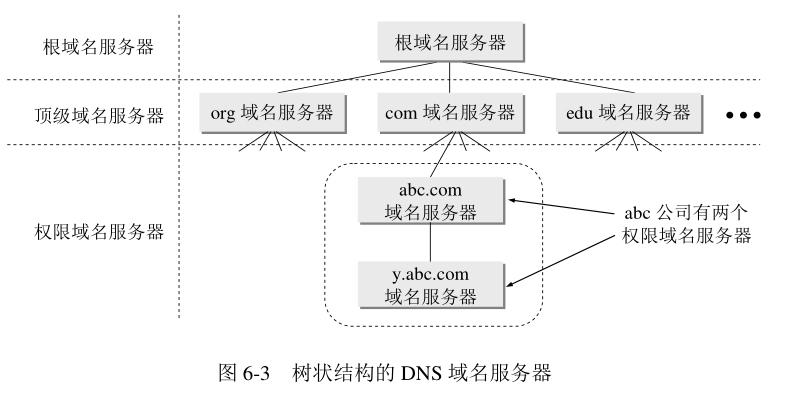 根域名服务器
根域名服务器
顶级域名服务器
org 域名服务器
com 域名服务器
edu 域名服务器
权限域名服务器
abc.com
域名服务器
abc 公司有两个
权限域名服务器
y.abc.com
域名服务器
图 6-3 树状结构的 DNS 域名服务器